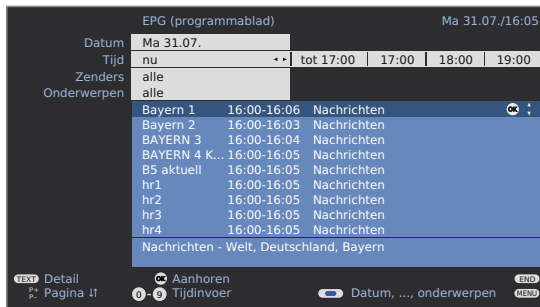 EPG (programmablad) Ma 31.07./16:05
Datum Ma 31.07.
Tijd nu tot 17:00 17:00 18:00 19:00
Zenders alle
Onderwerpen alle
Bayern 1 16:00-16:06 Nachrichten OK
Bayern 2 16:00-16:03 Nachrichten
BAYERN 3 16:00-16:04 Nachrichten
BAYERN 4 K... 16:00-16:05 Nachrichten
B5 aktuell 16:00-16:05 Nachrichten
hr1 16:00-16:05 Nachrichten
hr2 16:00-16:05 Nachrichten
hr3 16:00-16:05 Nachrichten
hr4 16:00-16:05 Nachrichten
Nachrichten - Welt, Deutschland, Bayern
TEXT Detail OK Aanhoren END
P+ P- Pagina ↓↑ 0-9 Tijdinvoer Datum, ..., onderwerpen MENU